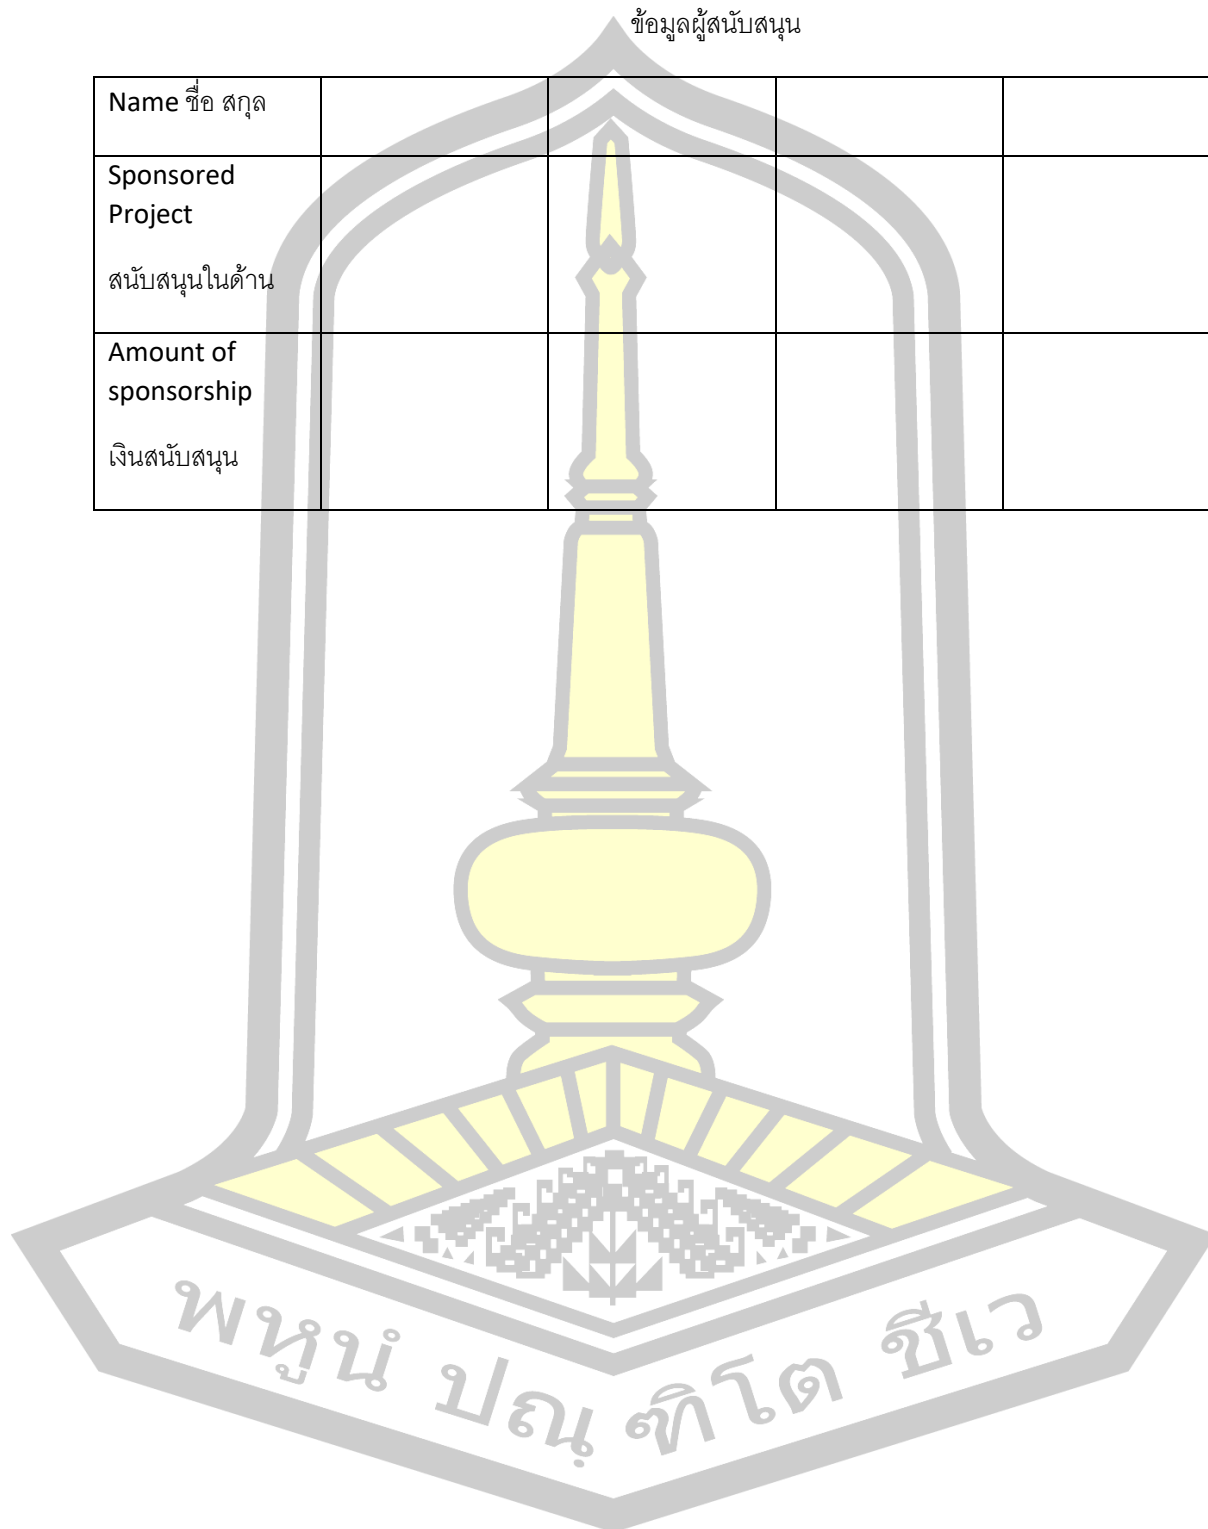 ข้อมูลผู้สนับสนุน
Name ชื่อ สกุล
Sponsored
Project
สนับสนุนในด้าน
Amount of
sponsorship
เงินสนับสนุน
พหูนํ ปณฺฑิโต ชีเว